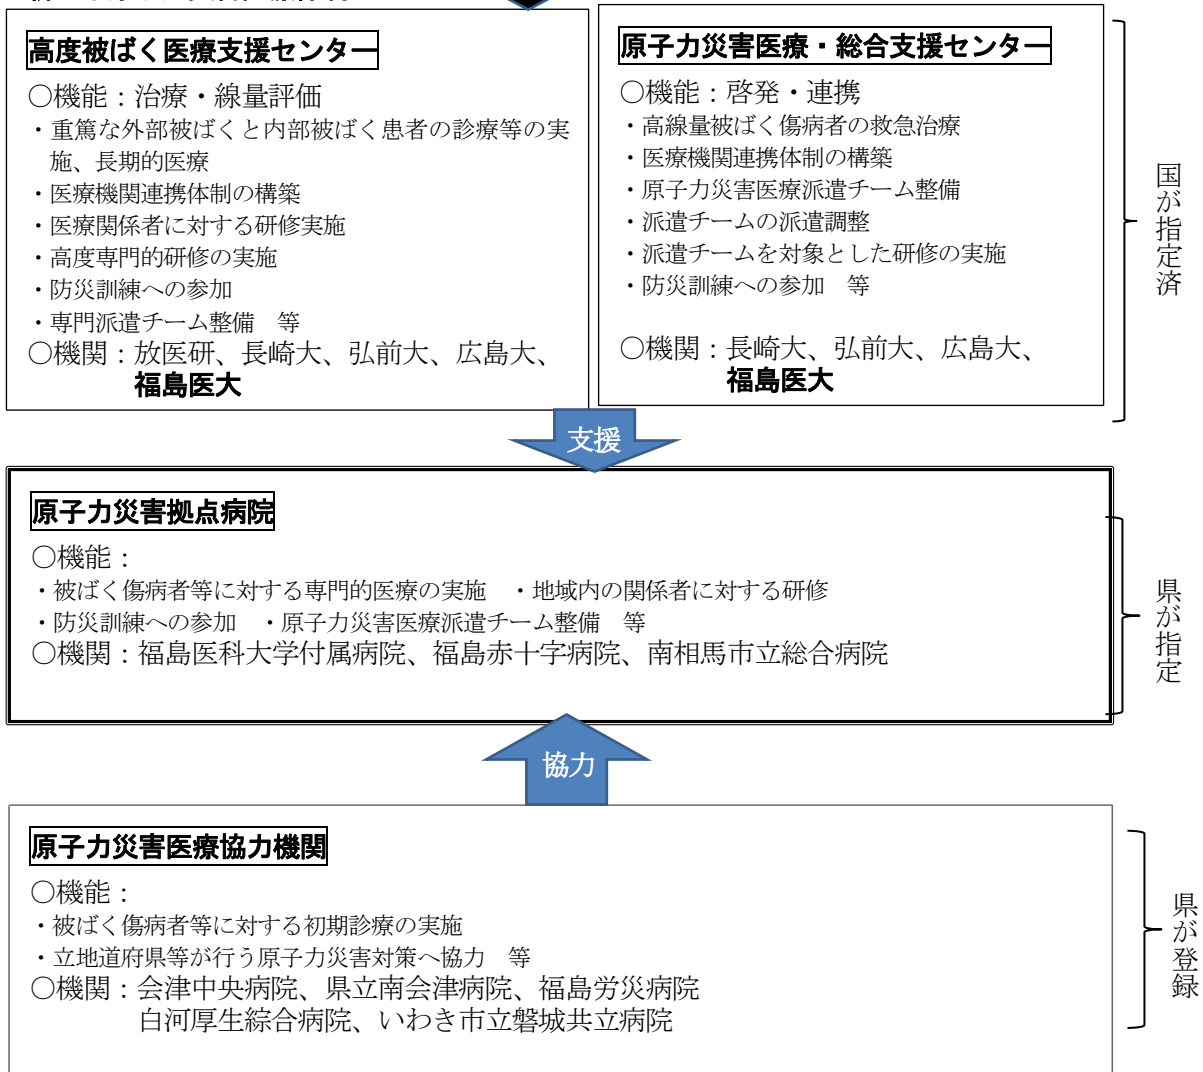 高度被ばく医療支援センター
○機能：治療・線量評価
・重篤な外部被ばくと内部被ばく患者の診療等の実
施、長期的医療
・医療機関連携体制の構築
・医療関係者に対する研修実施
・高度専門的研修の実施
・防災訓練への参加
・専門派遣チーム整備　等
○機関：放医研、長崎大、弘前大、広島大、
福島医大
原子力災害医療・総合支援センター
○機能：啓発・連携
・高線量被ばく傷病者の救急治療
・医療機関連携体制の構築
・原子力災害医療派遣チーム整備
・派遣チームの派遣調整
・派遣チームを対象とした研修の実施
・防災訓練への参加　等
○機関：長崎大、弘前大、広島大、
福島医大
国が指定済
支援
原子力災害拠点病院
○機能：
・被ばく傷病者等に対する専門的医療の実施　・地域内の関係者に対する研修
・防災訓練への参加　・原子力災害医療派遣チーム整備　等
○機関：福島医科大学付属病院、福島赤十字病院、南相馬市立総合病院
県が指定
協力
原子力災害医療協力機関
○機能：
・被ばく傷病者等に対する初期診療の実施
・立地道府県等が行う原子力災害対策へ協力　等
○機関：会津中央病院、県立南会津病院、福島労災病院
白河厚生綜合病院、いわき市立磐城共立病院
県が登録